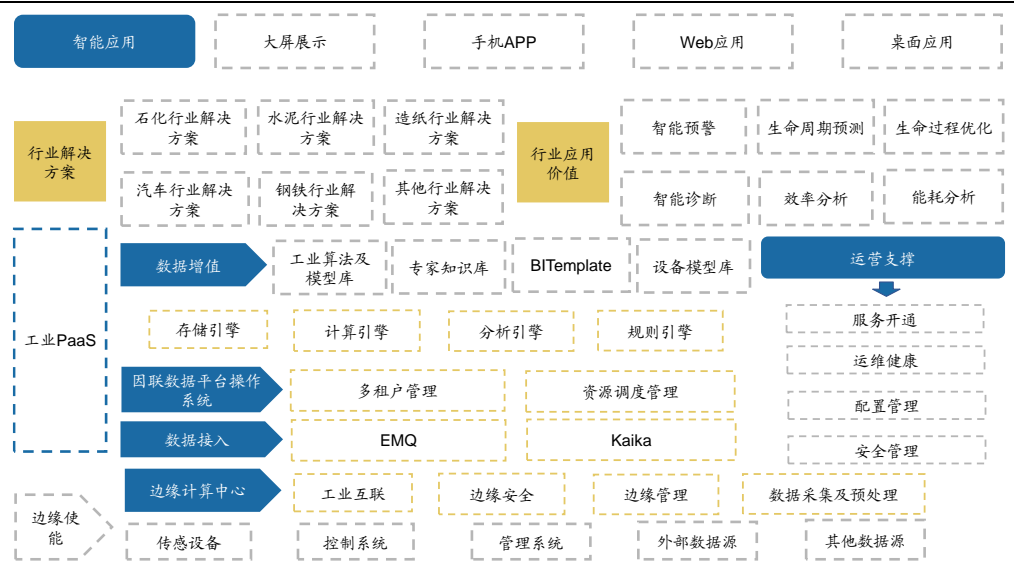 智能应用
大屏展示
手机APP
Web应用
桌面应用
行业解决
方案
石化行业解决
方案
水泥行业解决
方案
造纸行业解决
方案
汽车行业解决
方案
钢铁行业解
决方案
其他行业解决
方案
行业应用
价值
智能预警
生命周期预测
生命过程优化
智能诊断
效率分析
能耗分析
工业PaaS
数据增值
工业算法及
模型库
专家知识库
BITemplate
设备模型库
存储引擎
计算引擎
分析引擎
规则引擎
因联数据平台操作
系统
多租户管理
资源调度管理
数据接入
EMQ
Kaika
运营支撑
服务开通
运维健康
配置管理
安全管理
边缘计算中心
工业互联
边缘安全
边缘管理
数据采集及预处理
边缘使
能
传感设备
控制系统
管理系统
外部数据源
其他数据源